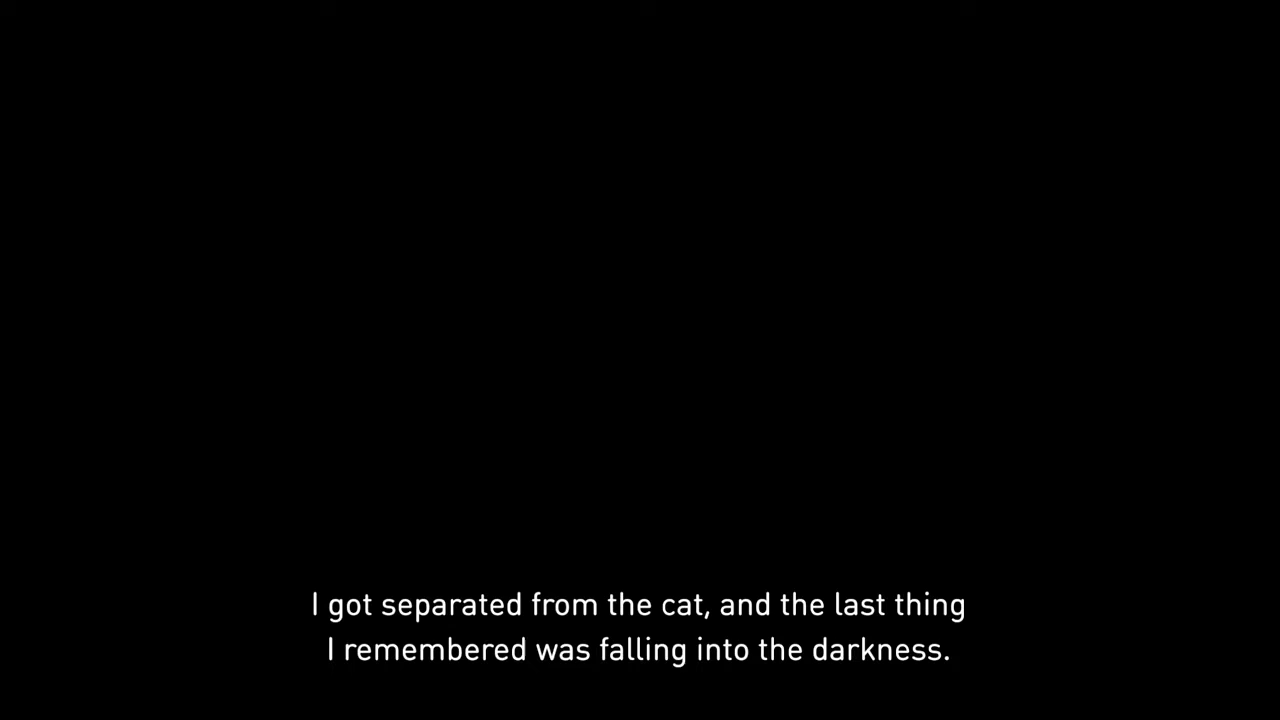 I got separated from the cat, and the last thing
I remembered was falling into the darkness.